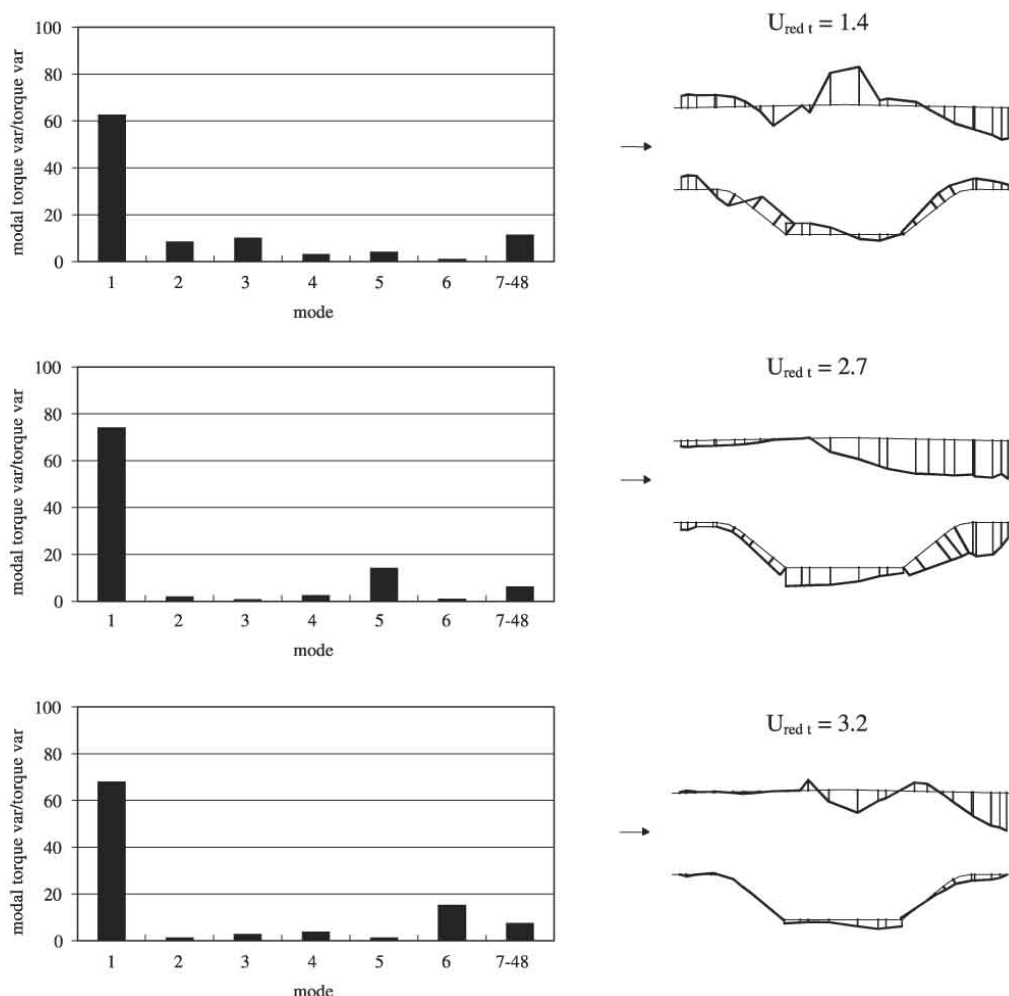 modal torque var/torque var
100
80
60
40
20
0
1 2 3 4 5 6 7-48
mode
U_red t = 1.4
modal torque var/torque var
100
80
60
40
20
0
1 2 3 4 5 6 7-48
mode
U_red t = 2.7
modal torque var/torque var
100
80
60
40
20
0
1 2 3 4 5 6 7-48
mode
U_red t = 3.2